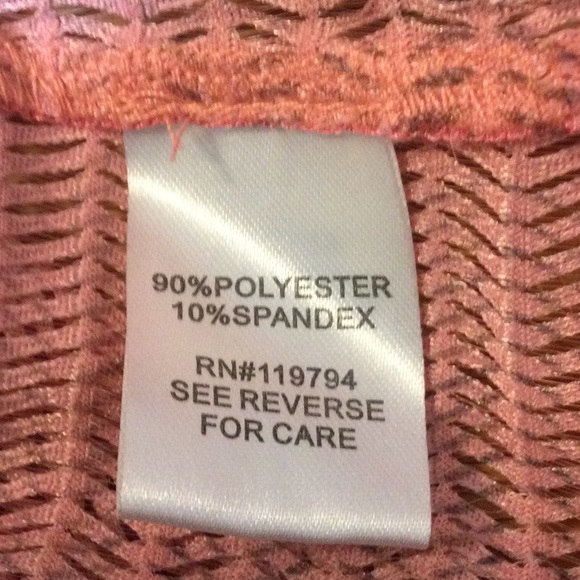 90%POLYESTER
10%SPANDEX
RN#119794
SEE REVERSE
FOR CARE